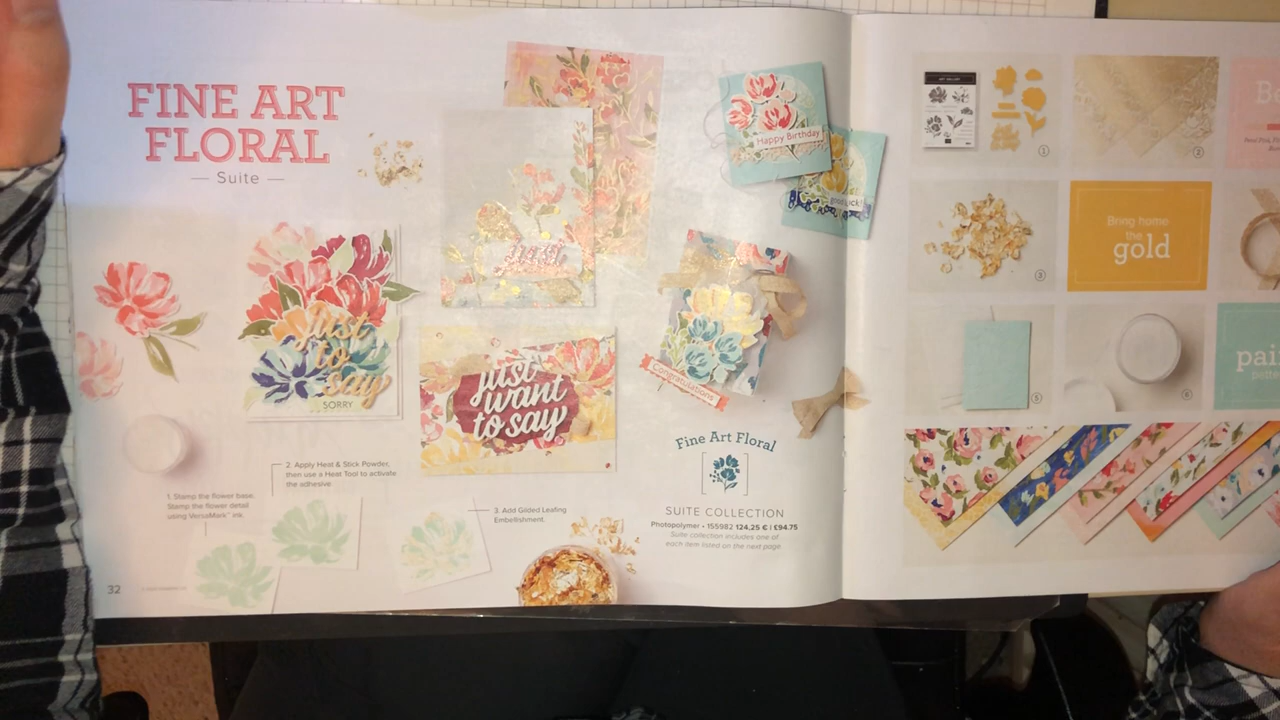 FINE ART
FLORAL
— Suite —
Happy Birthday
just
just
to
say
SORRY
just
want
to say
Congratulations
2. Apply Heat & Stick Powder,
then use a Heat Tool to activate
the adhesive.
1. Stamp the flower base.
Stamp the flower detail
using VersaMark™ ink.
3. Add Gilded Leafing
Embellishment.
Fine Art Floral
SUITE COLLECTION
Photopolymer • 155982 124,25 € | £94.75
Suite collection includes one of
each item listed on the next page.
32
1
2
3
Bring home
the
gold
5
6